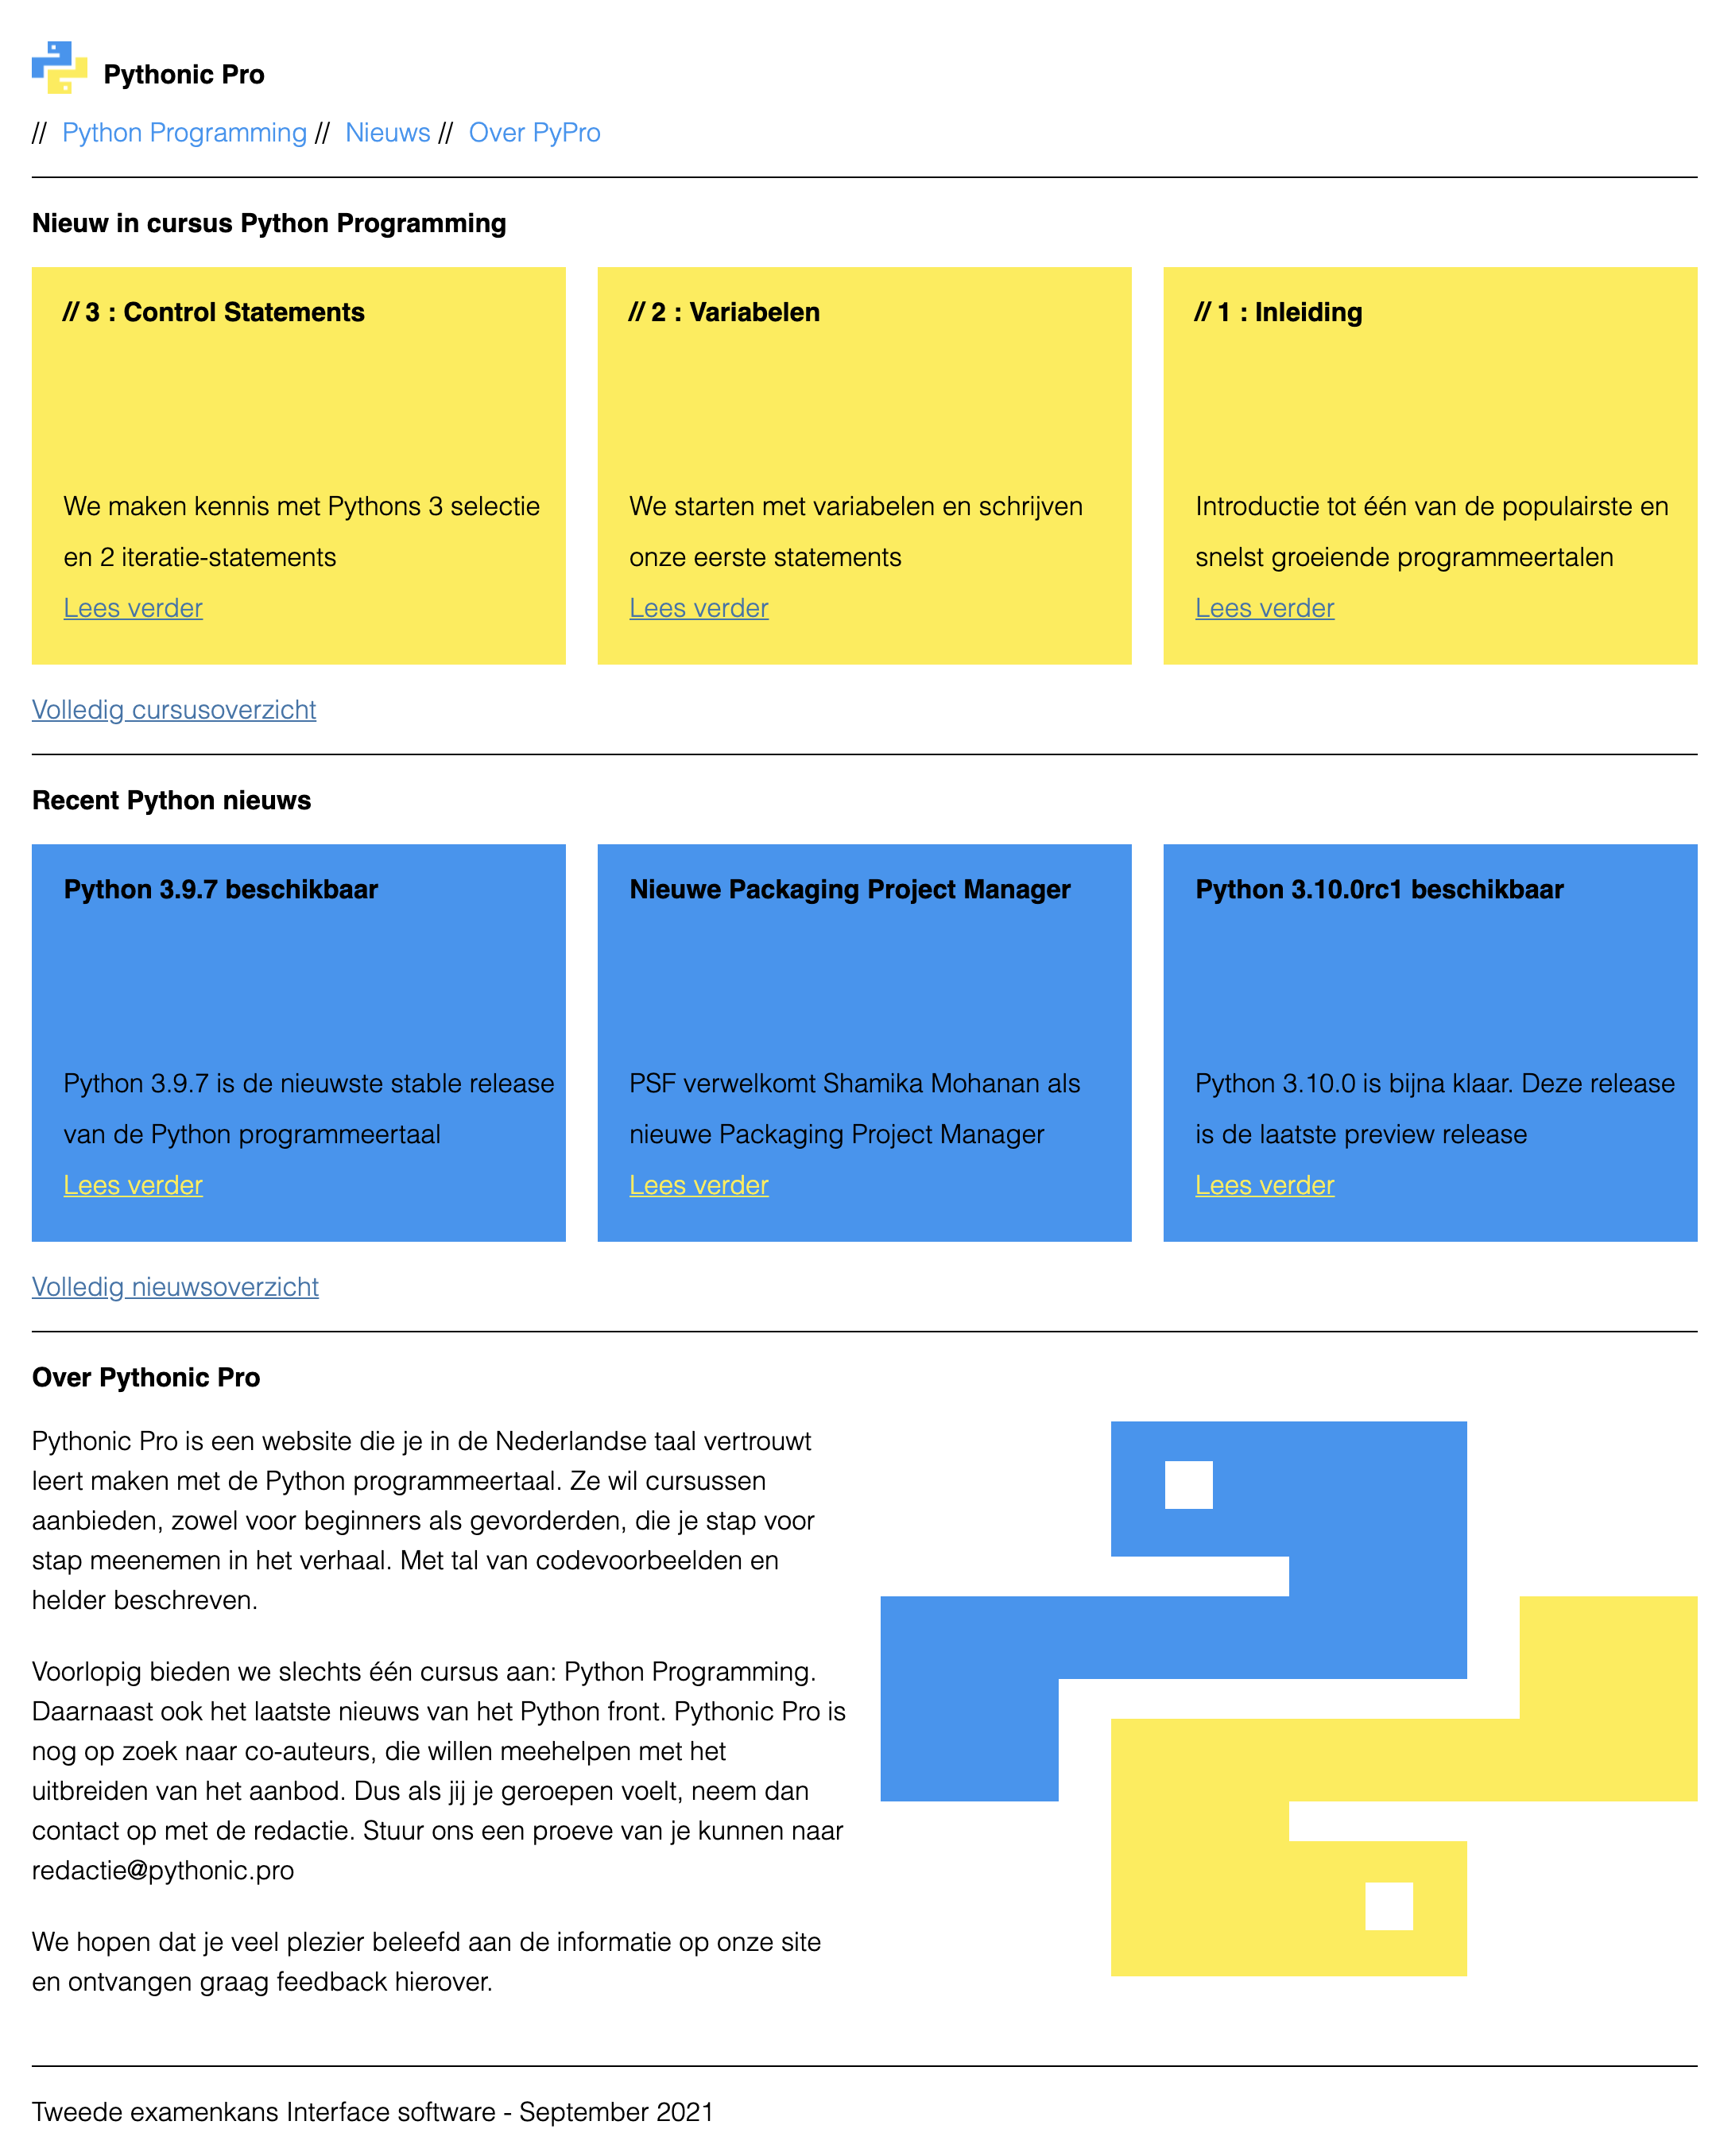 Pythonic Pro
// Python Programming // Nieuws // Over PyPro
Nieuw in cursus Python Programming
// 3 : Control Statements
We maken kennis met Pythons 3 selectie
en 2 iteratie-statements
Lees verder
// 2 : Variabelen
We starten met variabelen en schrijven
onze eerste statements
Lees verder
// 1 : Inleiding
Introductie tot één van de populairste en
snelst groeiende programmeertalen
Lees verder
Volledig cursusoverzicht
Recent Python nieuws
Python 3.9.7 beschikbaar
Python 3.9.7 is de nieuwste stable release
van de Python programmeertaal
Lees verder
Nieuwe Packaging Project Manager
PSF verwelkomt Shamika Mohanan als
nieuwe Packaging Project Manager
Lees verder
Python 3.10.0rc1 beschikbaar
Python 3.10.0 is bijna klaar. Deze release
is de laatste preview release
Lees verder
Volledig nieuwsoverzicht
Over Pythonic Pro
Pythonic Pro is een website die je in de Nederlandse taal vertrouwt
leert maken met de Python programmeertaal. Ze wil cursussen
aanbieden, zowel voor beginners als gevorderden, die je stap voor
stap meenemen in het verhaal. Met tal van codevoorbeelden en
helder beschreven.
Voorlopig bieden we slechts één cursus aan: Python Programming.
Daarnaast ook het laatste nieuws van het Python front. Pythonic Pro is
nog op zoek naar co-auteurs, die willen meehelpen met het
uitbreiden van het aanbod. Dus als jij je geroepen voelt, neem dan
contact op met de redactie. Stuur ons een proeve van je kunnen naar
redactie@pythonic.pro
We hopen dat je veel plezier beleefd aan de informatie op onze site
en ontvangen graag feedback hierover.
Tweede examenkans Interface software - September 2021